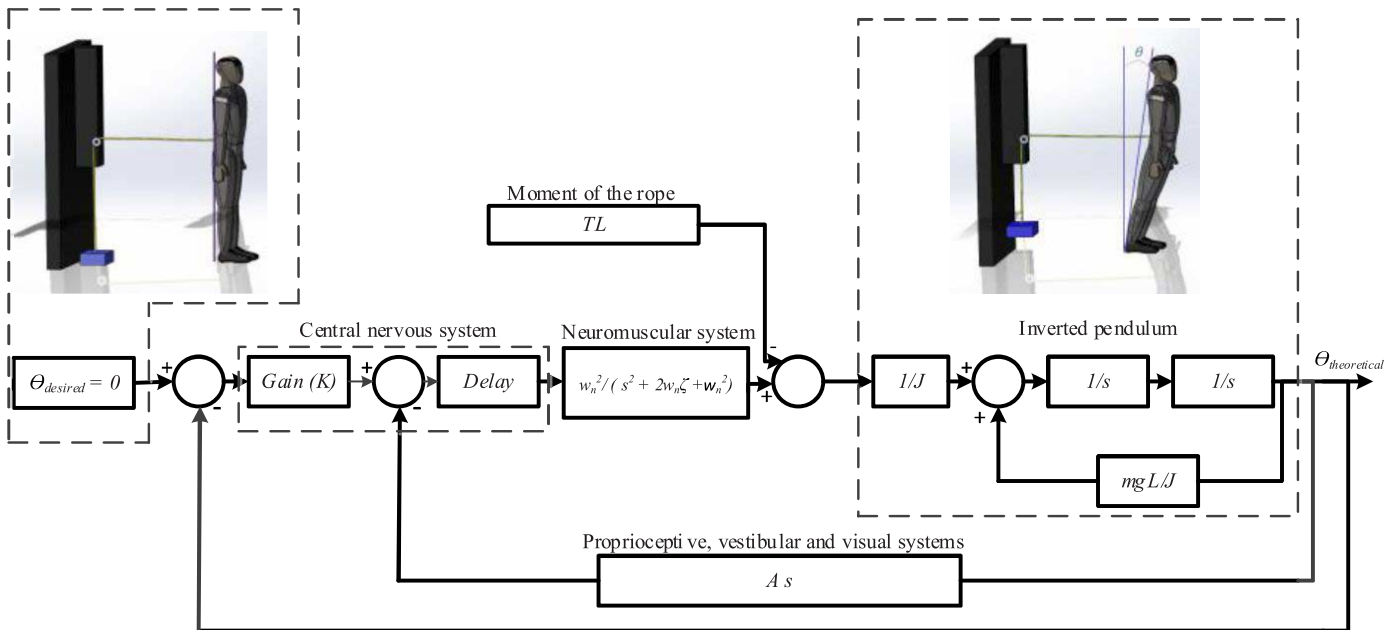 θ
Moment of the rope
TL
Central nervous system
Neuromuscular system
Inverted pendulum
ϴdesired = 0
+
-
Gain (K)
+
-
Delay
wn²/( s² + 2wnζ +wn²)
-
+
1/J
+
+
1/s
1/s
ϴtheoretical
mgL/J
Proprioceptive, vestibular and visual systems
A s